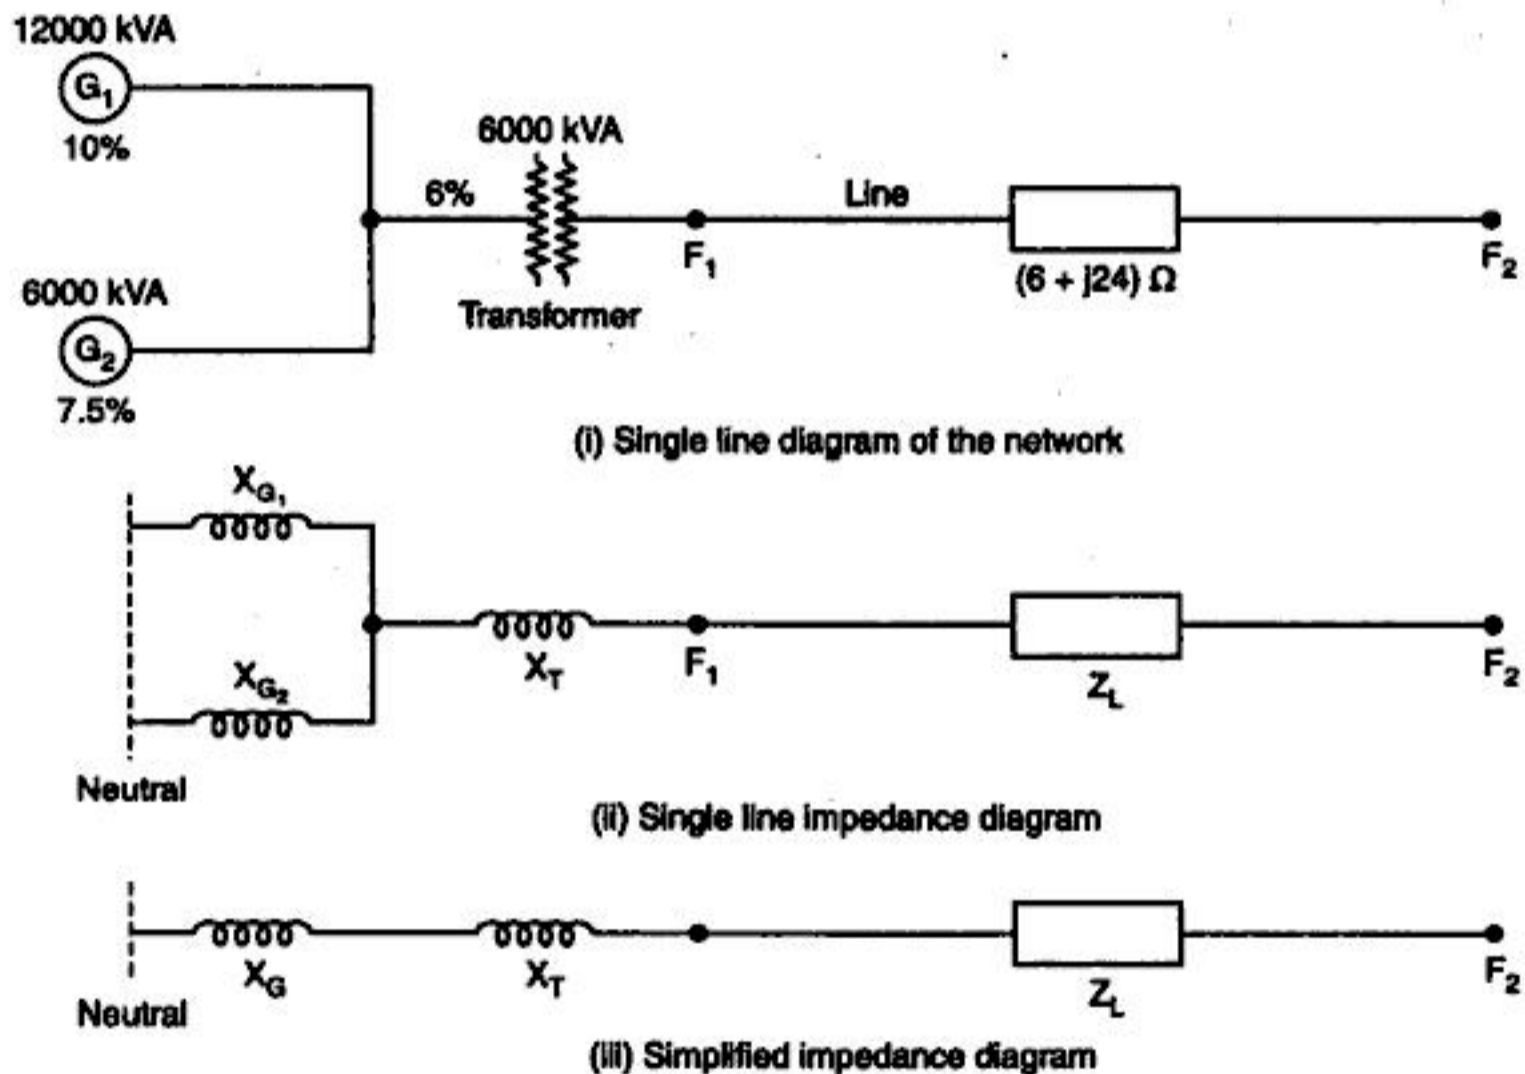 12000 kVA
G1
10%
6000 kVA
6%
Line
F1
F2
(6 + j24) Ω
6000 kVA
Transformer
G2
7.5%
(i) Single line diagram of the network
XG1
XT
F1
ZL
F2
XG2
Neutral
(ii) Single line impedance diagram
XG
XT
ZL
F2
Neutral
(iii) Simplified impedance diagram